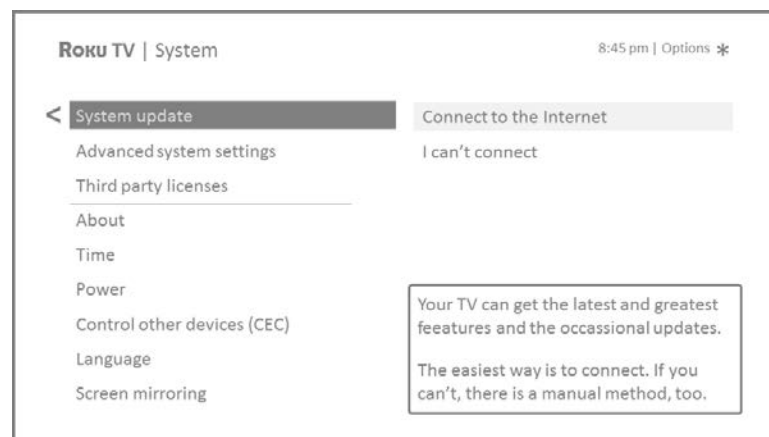 ROKU TV | System
8:45 pm | Options *
< System update
Advanced system settings
Third party licenses
About
Time
Power
Control other devices (CEC)
Language
Screen mirroring
Connect to the Internet
I can't connect
Your TV can get the latest and greatest
feeatures and the occassional updates.
The easiest way is to connect. If you
can't, there is a manual method, too.